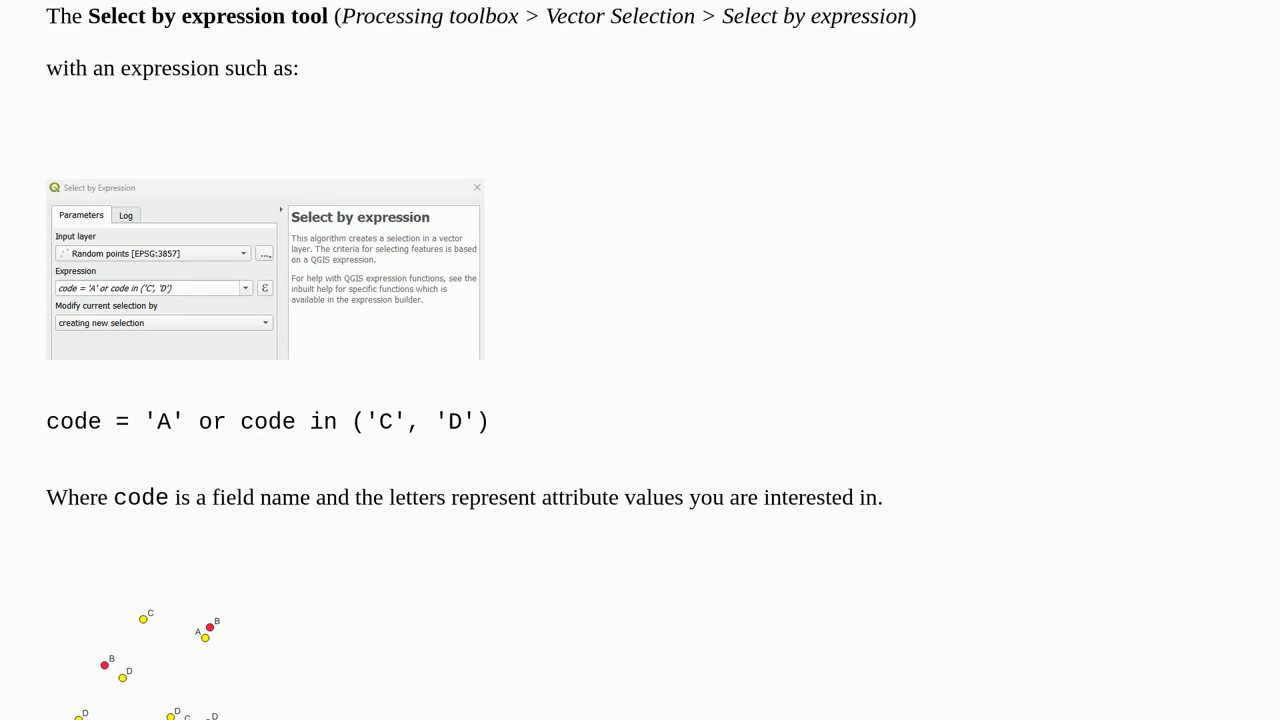 The Select by expression tool (Processing toolbox > Vector Selection > Select by expression)
with an expression such as:
Select by Expression
Parameters Log
Input layer
Random points [EPSG:3857]
...
Expression
code = 'A' or code in ('C', 'D')
ε
Modify current selection by
creating new selection
Select by expression
This algorithm creates a selection in a vector
layer. The criteria for selecting features is based
on a QGIS expression.
For help with QGIS expression functions, see the
inbuilt help for specific functions which is
available in the expression builder.
code = 'A' or code in ('C', 'D')
Where code is a field name and the letters represent attribute values you are interested in.
C
B
A
B
D
D
D
C
D